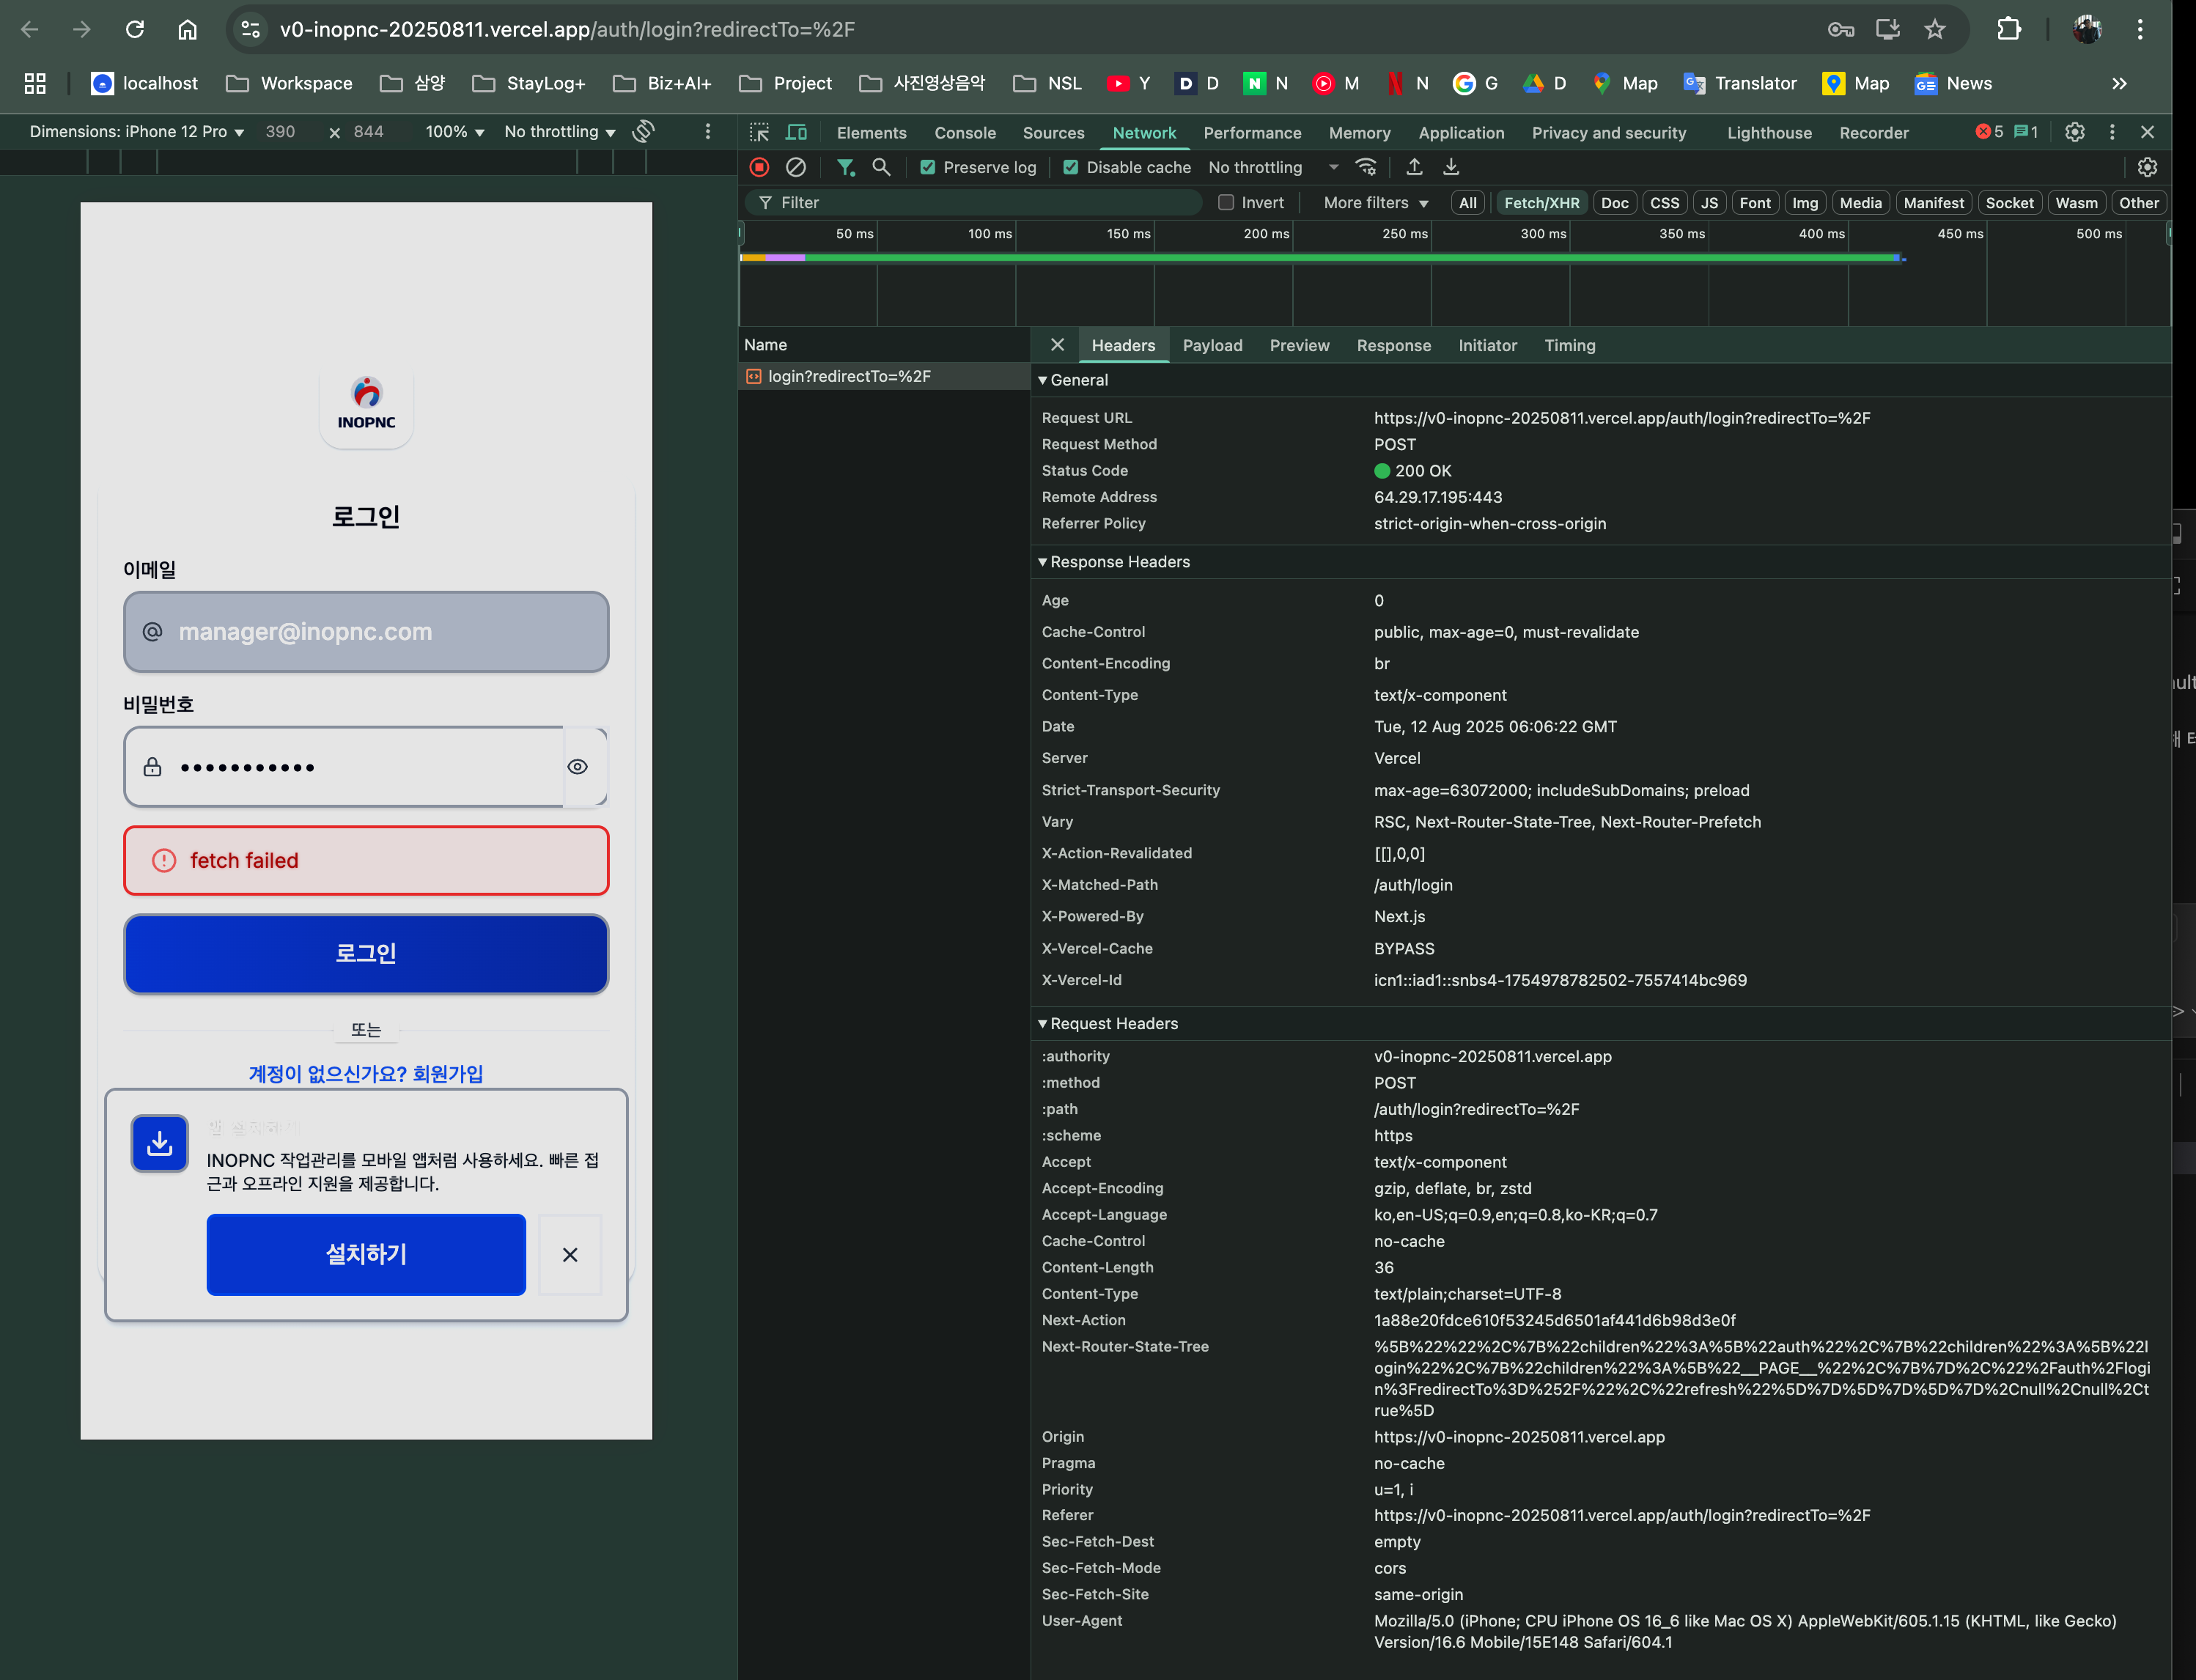 v0-inopnc-20250811.vercel.app/auth/login?redirectTo=%2F
localhost Workspace 삼양 StayLog+ Biz+AI+ Project 사진영상음악 NSL Y D N M N G D Map Translator Map News
Dimensions: iPhone 12 Pro 390 × 844 100% No throttling
INOPNC
로그인
이메일
@ manager@inopnc.com
비밀번호
•••••••••••
fetch failed
로그인
또는
계정이 없으신가요? 회원가입
INOPNC 작업관리를 모바일 앱처럼 사용하세요. 빠른 접
근과 오프라인 지원을 제공합니다.
설치하기
Elements Console Sources Network Performance Memory Application Privacy and security Lighthouse Recorder 5 1
Preserve log Disable cache No throttling
Filter Invert More filters All Fetch/XHR Doc CSS JS Font Img Media Manifest Socket Wasm Other
50 ms 100 ms 150 ms 200 ms 250 ms 300 ms 350 ms 400 ms 450 ms 500 ms
Name
login?redirectTo=%2F
Headers Payload Preview Response Initiator Timing
General
Request URL https://v0-inopnc-20250811.vercel.app/auth/login?redirectTo=%2F
Request Method POST
Status Code 200 OK
Remote Address 64.29.17.195:443
Referrer Policy strict-origin-when-cross-origin
Response Headers
Age 0
Cache-Control public, max-age=0, must-revalidate
Content-Encoding br
Content-Type text/x-component
Date Tue, 12 Aug 2025 06:06:22 GMT
Server Vercel
Strict-Transport-Security max-age=63072000; includeSubDomains; preload
Vary RSC, Next-Router-State-Tree, Next-Router-Prefetch
X-Action-Revalidated [[],0,0]
X-Matched-Path /auth/login
X-Powered-By Next.js
X-Vercel-Cache BYPASS
X-Vercel-Id icn1::iad1::snbs4-1754978782502-7557414bc969
Request Headers
:authority v0-inopnc-20250811.vercel.app
:method POST
:path /auth/login?redirectTo=%2F
:scheme https
Accept text/x-component
Accept-Encoding gzip, deflate, br, zstd
Accept-Language ko,en-US;q=0.9,en;q=0.8,ko-KR;q=0.7
Cache-Control no-cache
Content-Length 36
Content-Type text/plain;charset=UTF-8
Next-Action 1a88e20fdce610f53245d6501af441d6b98d3e0f
Next-Router-State-Tree %5B%22%22%2C%7B%22children%22%3A%5B%22auth%22%2C%7B%22children%22%3A%5B%22l
ogin%22%2C%7B%22children%22%3A%5B%22__PAGE__%22%2C%7B%7D%2C%22%2Fauth%2Flogi
n%3FredirectTo%3D%252F%22%2C%22refresh%22%5D%7D%5D%7D%5D%7D%2Cnull%2Cnull%2Ct
rue%5D
Origin https://v0-inopnc-20250811.vercel.app
Pragma no-cache
Priority u=1, i
Referer https://v0-inopnc-20250811.vercel.app/auth/login?redirectTo=%2F
Sec-Fetch-Dest empty
Sec-Fetch-Mode cors
Sec-Fetch-Site same-origin
User-Agent Mozilla/5.0 (iPhone; CPU iPhone OS 16_6 like Mac OS X) AppleWebKit/605.1.15 (KHTML, like Gecko)
Version/16.6 Mobile/15E148 Safari/604.1